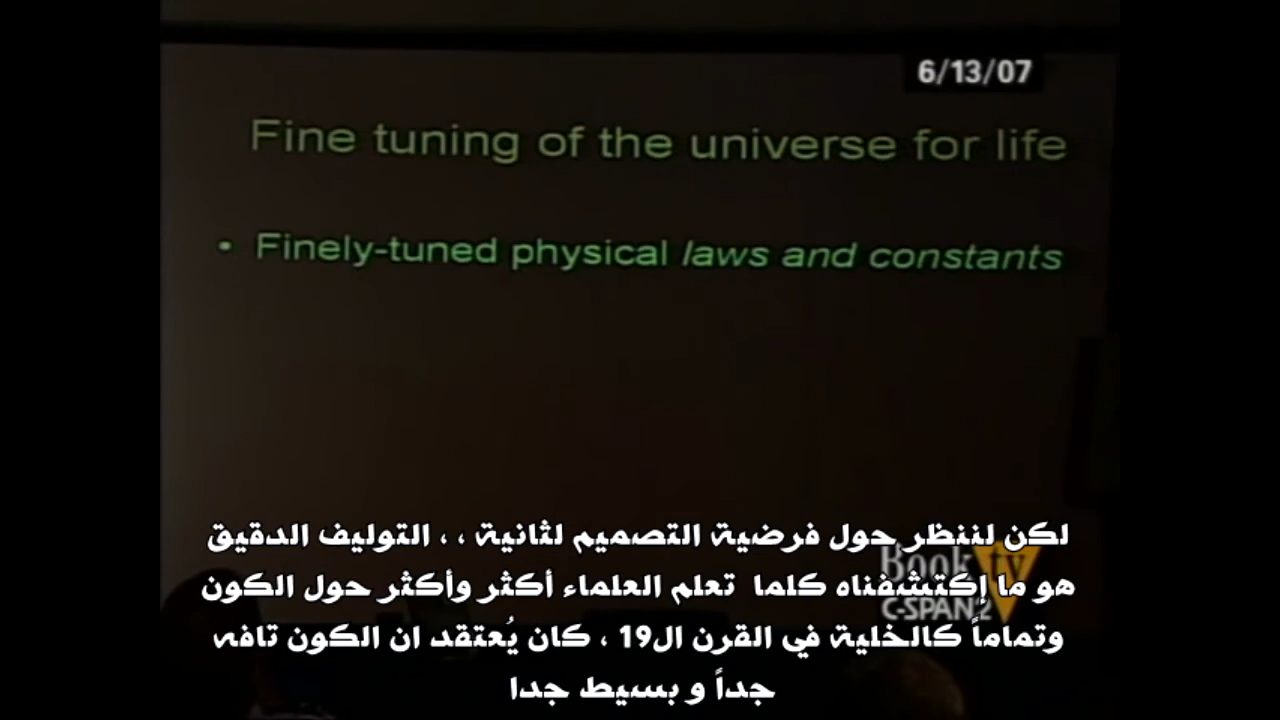 6/13/07
Fine tuning of the universe for life
• Finely-tuned physical laws and constants
لكن لننظر حول فرضية التصميم لثانية ، ، التوليف الدقيق
هو ما إكتشفناه كلما تعلم العلماء أكثر وأكثر حول الكون
وتماماً كالخلية في القرن ال19 ، كان يُعتقد ان الكون تافه
جداً و بسيط جدا
Book tv
C-SPAN2